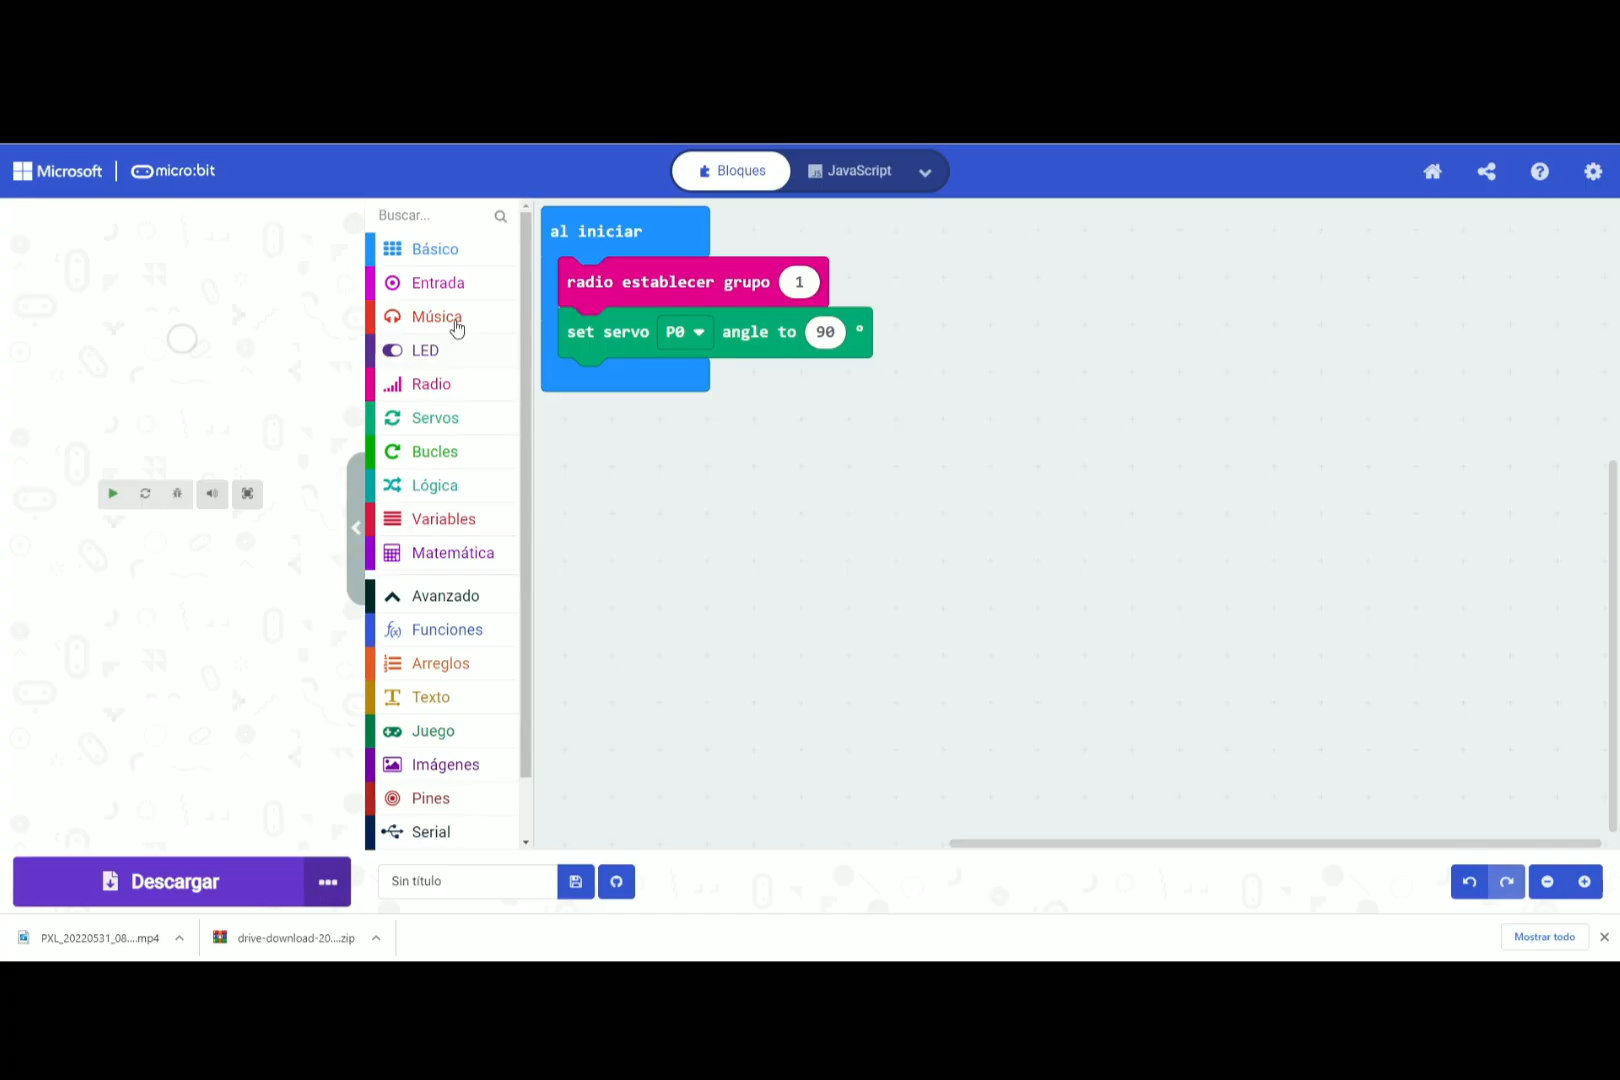 Microsoft | micro:bit
Bloques
JavaScript
Buscar...
Básico
Entrada
Música
LED
Radio
Servos
Bucles
Lógica
Variables
Matemática
Avanzado
Funciones
Arreglos
Texto
Juego
Imágenes
Pines
Serial
al iniciar
radio establecer grupo 1
set servo P0 angle to 90 °
Descargar
Sin título
PXL_20220531_08....mp4
drive-download-20....zip
Mostrar todo